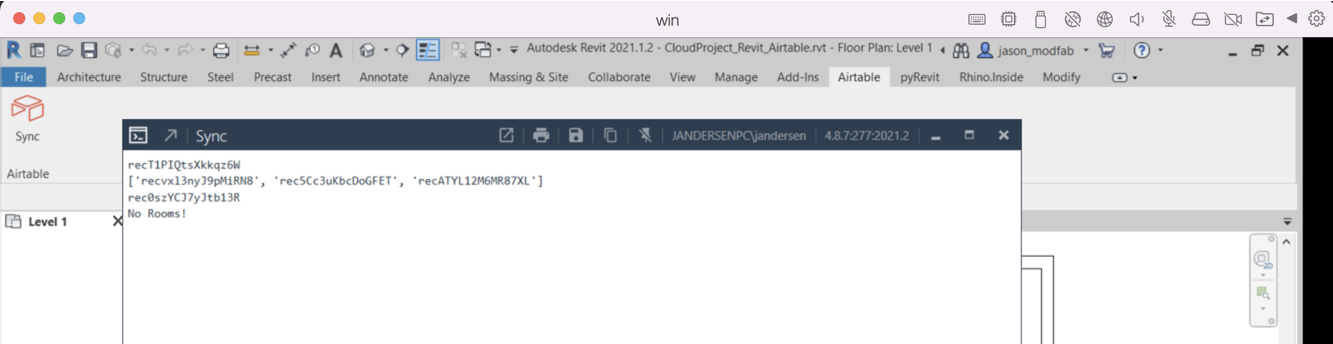 win
Autodesk Revit 2021.1.2 - CloudProject_Revit_Airtable.rvt - Floor Plan: Level 1
jason_modfab
File Architecture Structure Steel Precast Insert Annotate Analyze Massing & Site Collaborate View Manage Add-Ins Airtable pyRevit Rhino.Inside Modify
Sync
Airtable
Sync JANDERSENPC\jandersen 4.8.7:277:2021.2
recT1PIQtsXkkqz6W
['recvxl3nyJ9pMiRN8', 'rec5Cc3uKbcDoGFET', 'recATYL12M6MR87XL']
rec0szYCJ7yJtb13R
No Rooms!
Level 1
2D